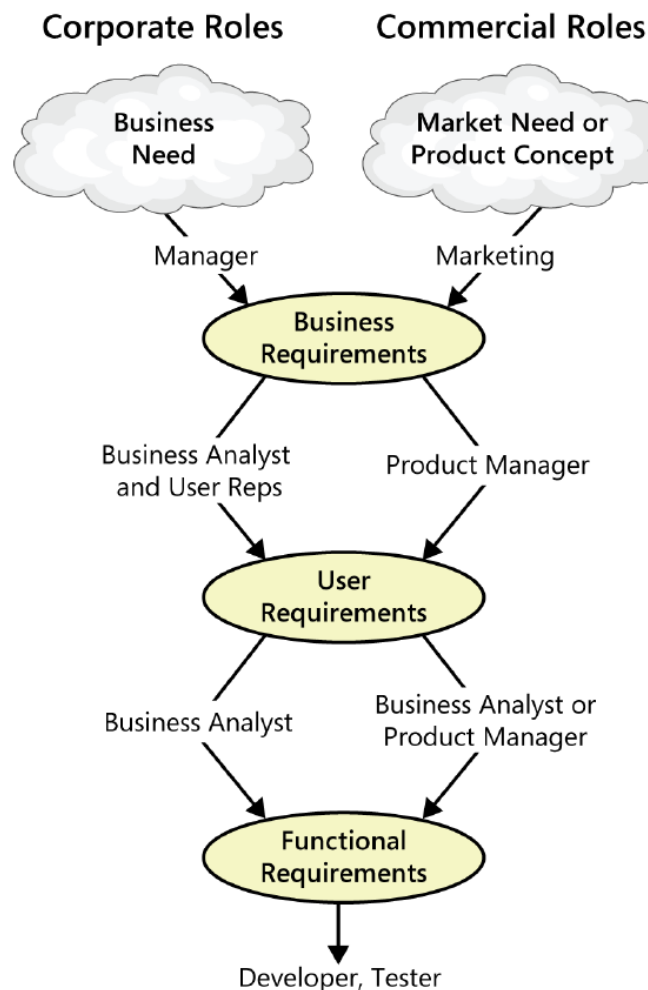 Corporate Roles
Commercial Roles
Business
Need
Market Need or
Product Concept
Manager
Marketing
Business
Requirements
Business Analyst
and User Reps
Product Manager
User
Requirements
Business Analyst
Business Analyst or
Product Manager
Functional
Requirements
Developer, Tester